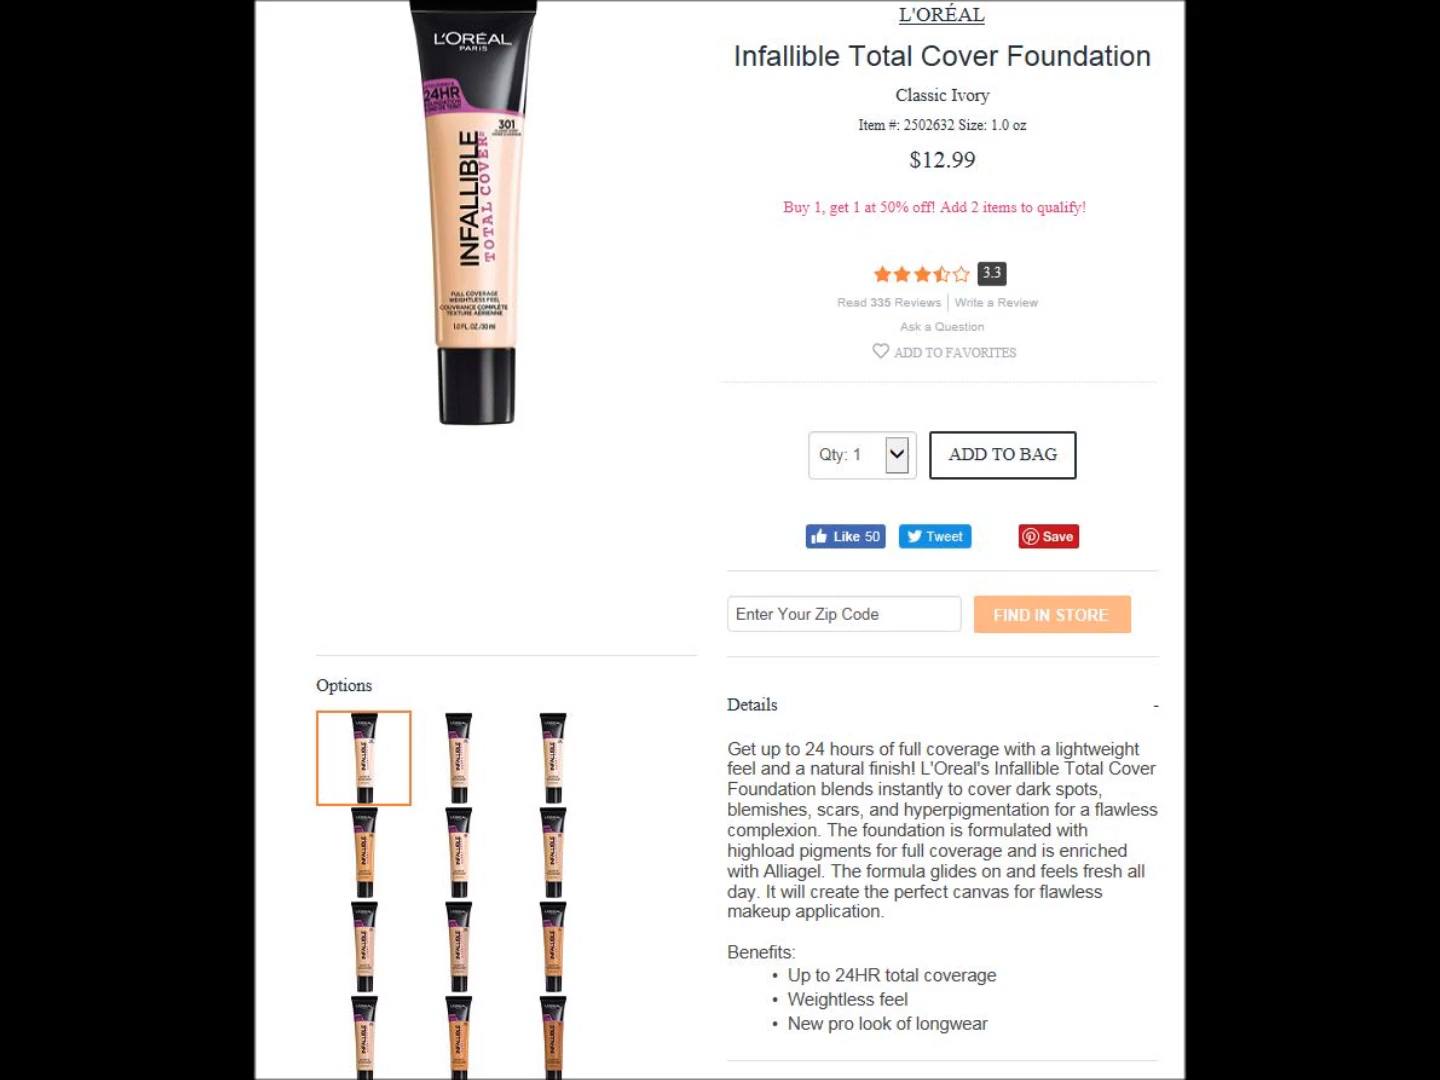 L'ORÉAL
PARIS
24HR
301
INFALLIBLE
TOTAL COVER
FULL COVERAGE
WEIGHTLESS FEEL
COUVRANCE COMPLÈTE
TEXTURE AÉRIENNE
1.0 FL. OZ./30 ml
L'ORÉAL
Infallible Total Cover Foundation
Classic Ivory
Item #: 2502632 Size: 1.0 oz
$12.99
Buy 1, get 1 at 50% off! Add 2 items to qualify!
3.3
Read 335 Reviews Write a Review
Ask a Question
ADD TO FAVORITES
Qty: 1 ADD TO BAG
Like 50 Tweet Save
Enter Your Zip Code FIND IN STORE
Options
Details -
Get up to 24 hours of full coverage with a lightweight
feel and a natural finish! L'Oreal's Infallible Total Cover
Foundation blends instantly to cover dark spots,
blemishes, scars, and hyperpigmentation for a flawless
complexion. The foundation is formulated with
highload pigments for full coverage and is enriched
with Alliagel. The formula glides on and feels fresh all
day. It will create the perfect canvas for flawless
makeup application.
Benefits:
• Up to 24HR total coverage
• Weightless feel
• New pro look of longwear